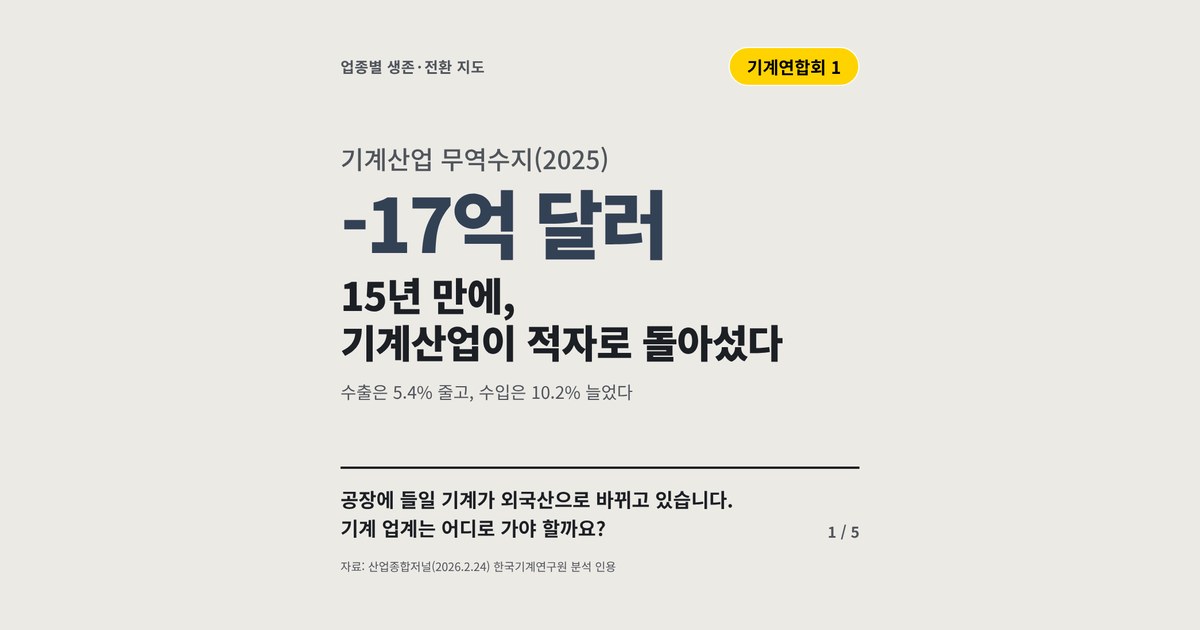 업종별 생존·전환 지도
기계연합회 1
기계산업 무역수지(2025)
-17억 달러
15년 만에,
기계산업이 적자로 돌아섰다
수출은 5.4% 줄고, 수입은 10.2% 늘었다
공장에 들일 기계가 외국산으로 바뀌고 있습니다.
기계 업계는 어디로 가야 할까요?
1 / 5
자료: 산업종합저널(2026.2.24) 한국기계연구원 분석 인용